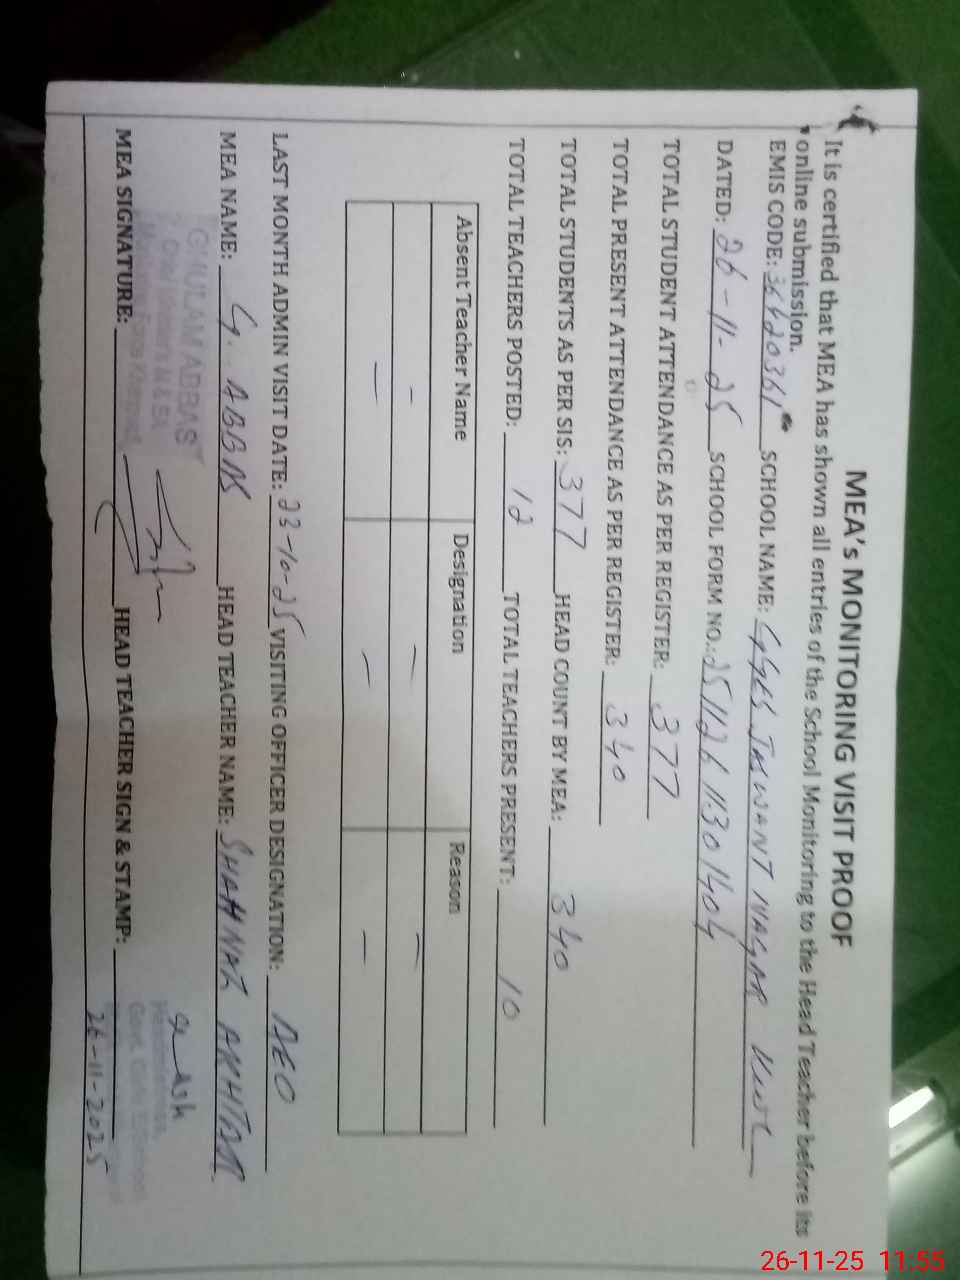 MEA's MONITORING VISIT PROOF
It is certified that MEA has shown all entries of the School Monitoring to the Head Teacher before its
online submission.
EMIS CODE: 36620361 SCHOOL NAME: GGES JASWANT NAGAR
DATED: 26-11-25 SCHOOL FORM NO.: 25112611301404
TOTAL STUDENT ATTENDANCE AS PER REGISTER: 377
TOTAL PRESENT ATTENDANCE AS PER REGISTER: 340
TOTAL STUDENTS AS PER SIS: 377 HEAD COUNT BY MEA: 340
TOTAL TEACHERS POSTED: 12 TOTAL TEACHERS PRESENT: 10
Absent Teacher Name Designation Reason
— — —
— — —
LAST MONTH ADMIN VISIT DATE: 23-10-25 VISITING OFFICER DESIGNATION: AEO
MEA NAME: G. ABBAS HEAD TEACHER NAME: SHAHNAZ AKHTAR
GHULAM ABBAS
MEA SIGNATURE: HEAD TEACHER SIGN & STAMP:
Headmistress
26-11-2025
26-11-25 11:55